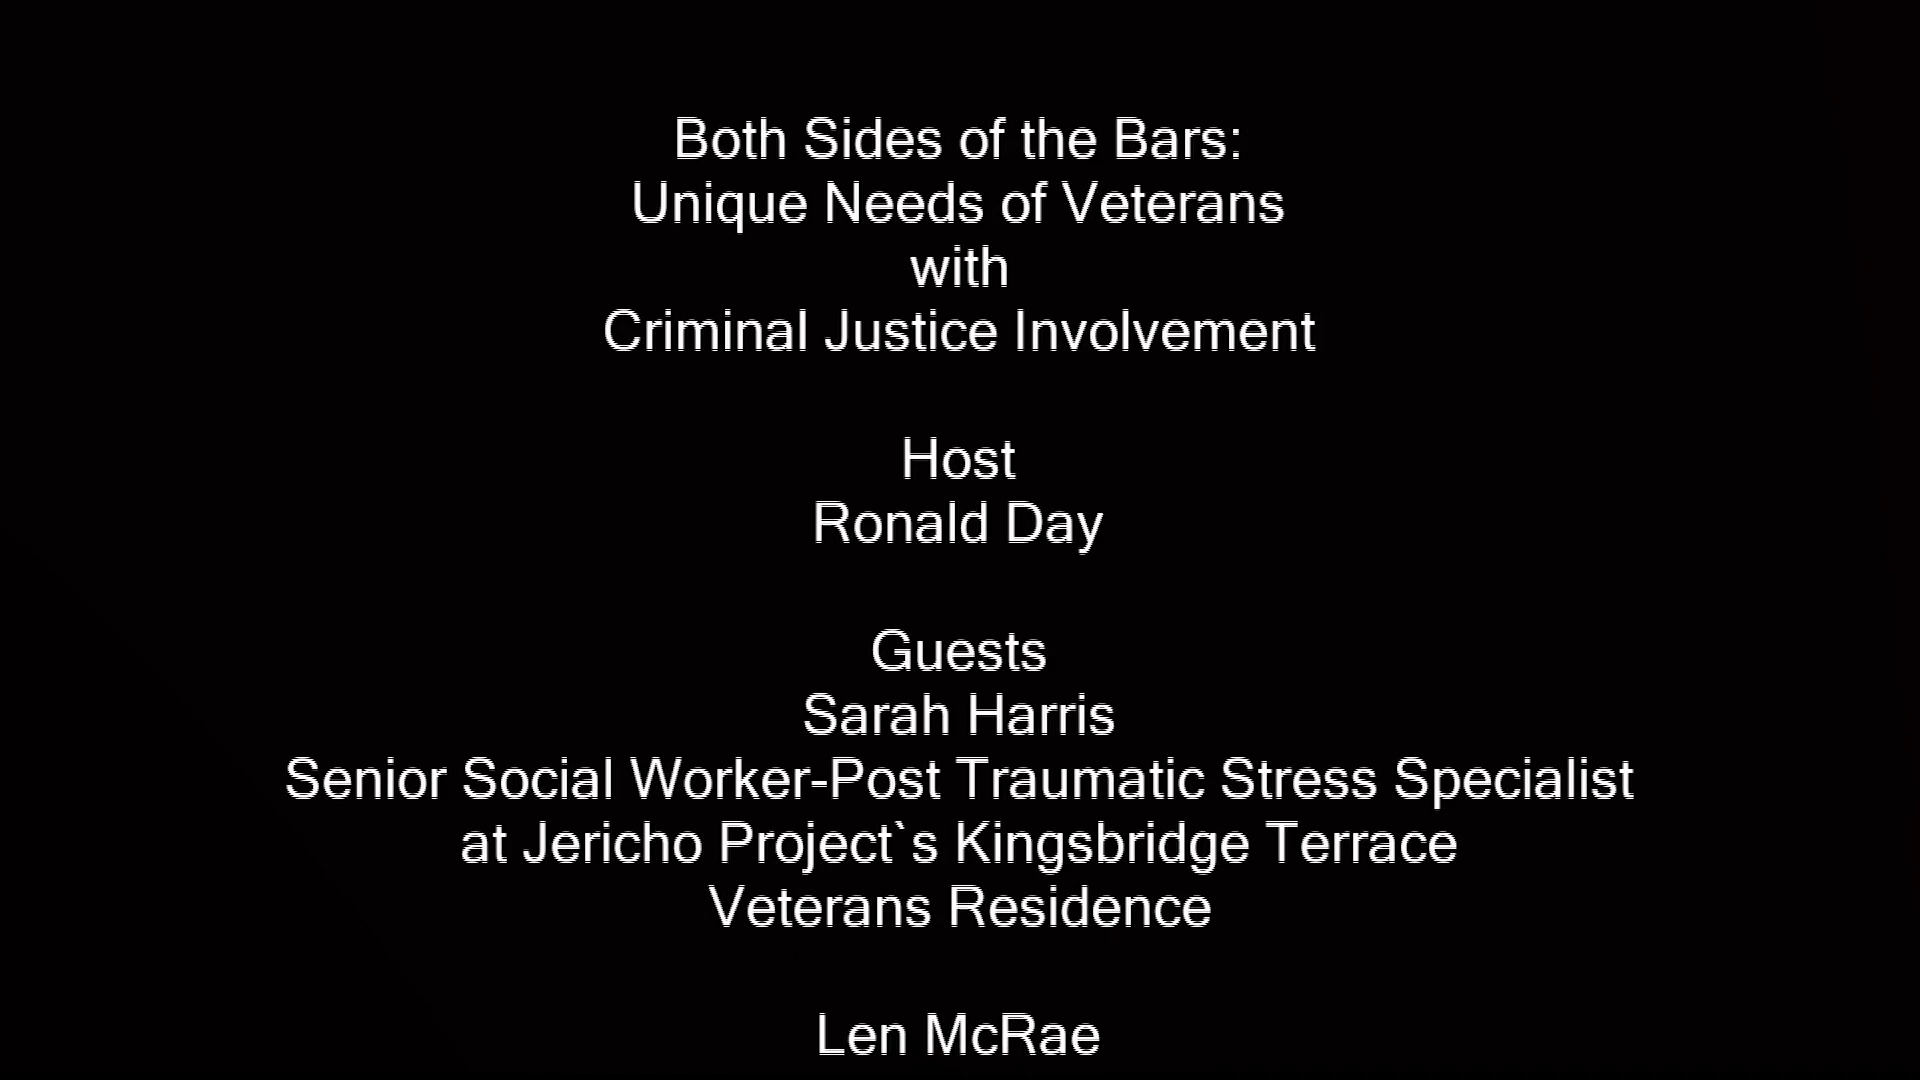 Both Sides of the Bars:
Unique Needs of Veterans
with
Criminal Justice Involvement
Host
Ronald Day
Guests
Sarah Harris
Senior Social Worker-Post Traumatic Stress Specialist
at Jericho Project`s Kingsbridge Terrace
Veterans Residence
Len McRae